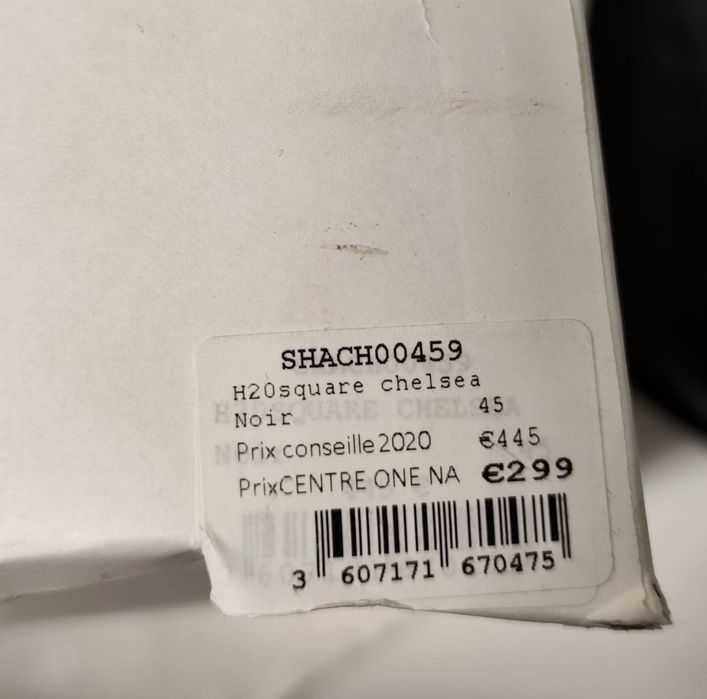 SHACH00459
H20square chelsea
Noir 45
Prix conseille 2020 €445
PrixCENTRE ONE NA €299
3 607171 670475